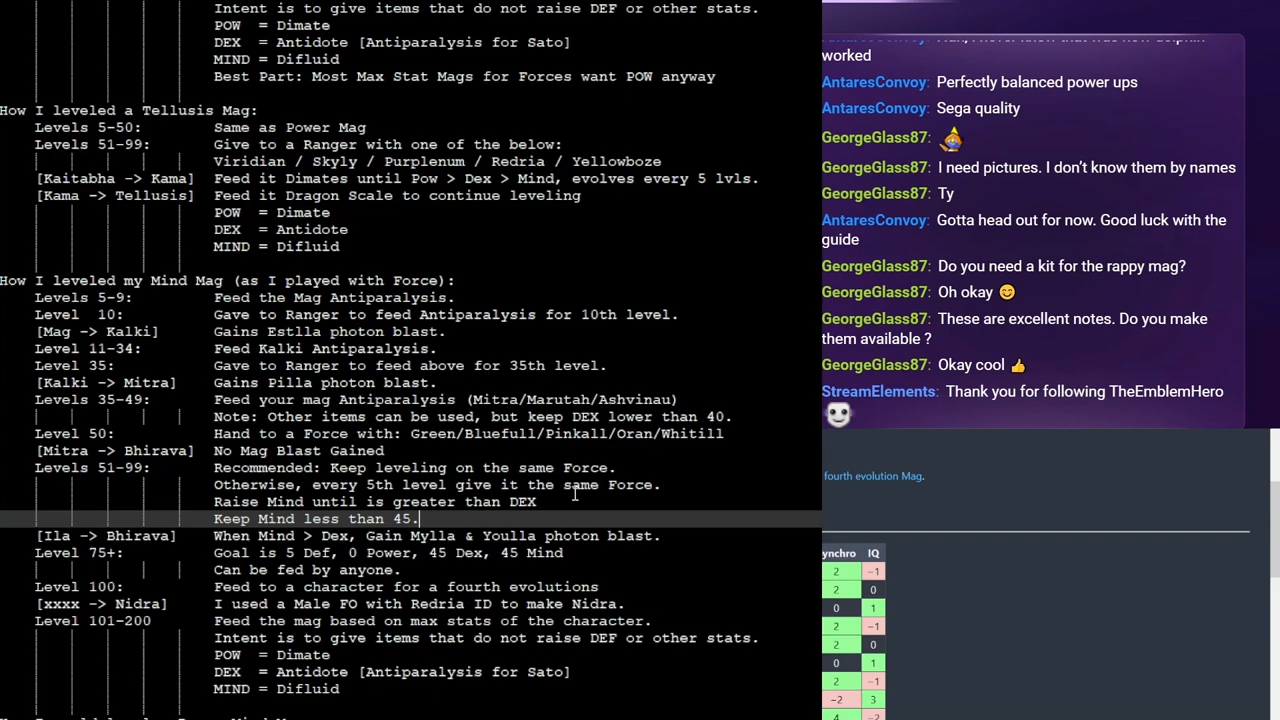 Intent is to give items that do not raise DEF or other stats.
POW = Dimate
DEX = Antidote [Antiparalysis for Sato]
MIND = Difluid
Best Part: Most Max Stat Mags for Forces want POW anyway
How I leveled a Tellusis Mag:
Levels 5-50: Same as Power Mag
Levels 51-99: Give to a Ranger with one of the below:
Viridian / Skyly / Purplenum / Redria / Yellowboze
[Kaitabha -> Kama] Feed it Dimates until Pow > Dex > Mind, evolves every 5 lvls.
[Kama -> Tellusis] Feed it Dragon Scale to continue leveling
POW = Dimate
DEX = Antidote
MIND = Difluid
How I leveled my Mind Mag (as I played with Force):
Levels 5-9: Feed the Mag Antiparalysis.
Level 10: Gave to Ranger to feed Antiparalysis for 10th level.
[Mag -> Kalki] Gains Estlla photon blast.
Level 11-34: Feed Kalki Antiparalysis.
Level 35: Gave to Ranger to feed above for 35th level.
[Kalki -> Mitra] Gains Pilla photon blast.
Levels 35-49: Feed your mag Antiparalysis (Mitra/Marutah/Ashvinau)
Note: Other items can be used, but keep DEX lower than 40.
Level 50: Hand to a Force with: Green/Bluefull/Pinkall/Oran/Whitill
[Mitra -> Bhirava] No Mag Blast Gained
Levels 51-99: Recommended: Keep leveling on the same Force.
Otherwise, every 5th level give it the same Force.
Raise Mind until is greater than DEX
Keep Mind less than 45.
[Ila -> Bhirava] When Mind > Dex, Gain Mylla & Youlla photon blast.
Level 75+: Goal is 5 Def, 0 Power, 45 Dex, 45 Mind
Can be fed by anyone.
Level 100: Feed to a character for a fourth evolutions
[xxxx -> Nidra] I used a Male FO with Redria ID to make Nidra.
Level 101-200 Feed the mag based on max stats of the character.
Intent is to give items that do not raise DEF or other stats.
POW = Dimate
DEX = Antidote [Antiparalysis for Sato]
MIND = Difluid
worked
AntaresConvoy: Perfectly balanced power ups
AntaresConvoy: Sega quality
GeorgeGlass87:
GeorgeGlass87: I need pictures. I don't know them by names
GeorgeGlass87: Ty
AntaresConvoy: Gotta head out for now. Good luck with the
guide
GeorgeGlass87: Do you need a kit for the rappy mag?
GeorgeGlass87: Oh okay 😊
GeorgeGlass87: These are excellent notes. Do you make
them available ?
GeorgeGlass87: Okay cool 👍
StreamElements: Thank you for following TheEmblemHero
fourth evolution Mag.
ynchro IQ
2 −1
2 0
0 1
2 −1
2 0
0 1
2 −1
−2 3
4 −2